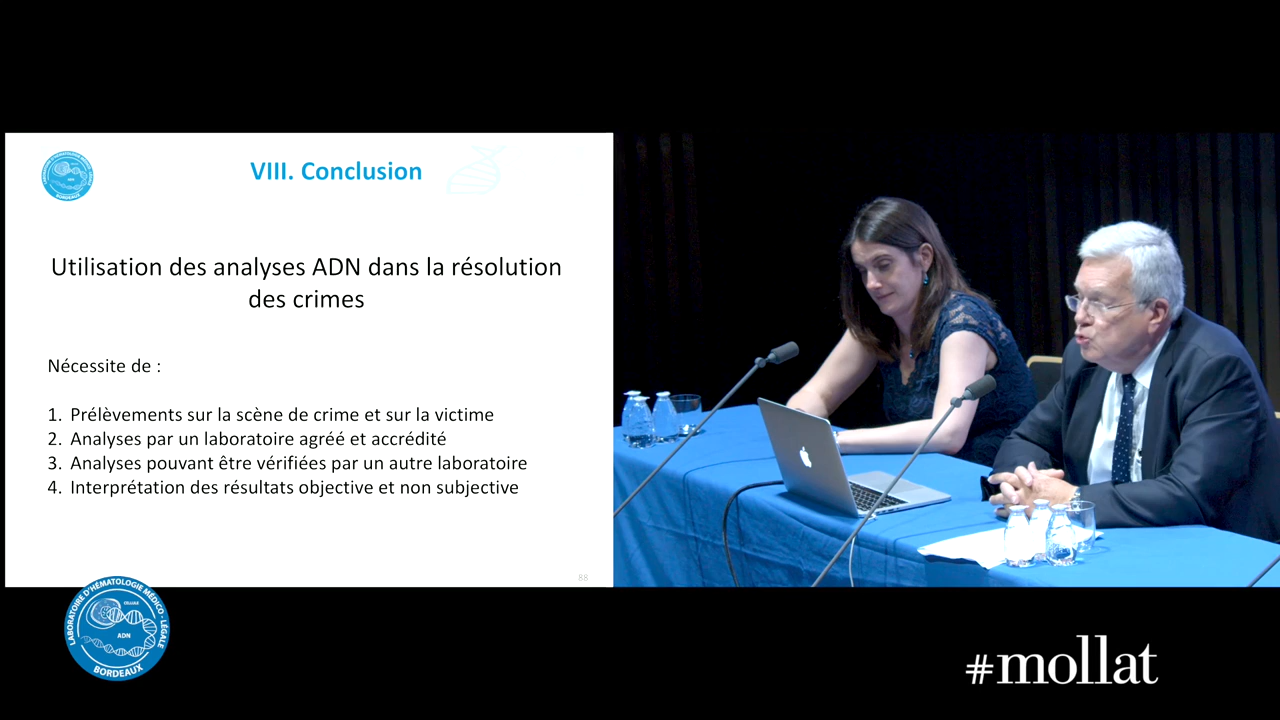 VIII. Conclusion
Utilisation des analyses ADN dans la résolution
des crimes
Nécessite de :
1. Prélèvements sur la scène de crime et sur la victime
2. Analyses par un laboratoire agréé et accrédité
3. Analyses pouvant être vérifiées par un autre laboratoire
4. Interprétation des résultats objective et non subjective
88
LABORATOIRE D'HÉMATOLOGIE MÉDICO - LÉGALE
ADN
BORDEAUX
#mollat